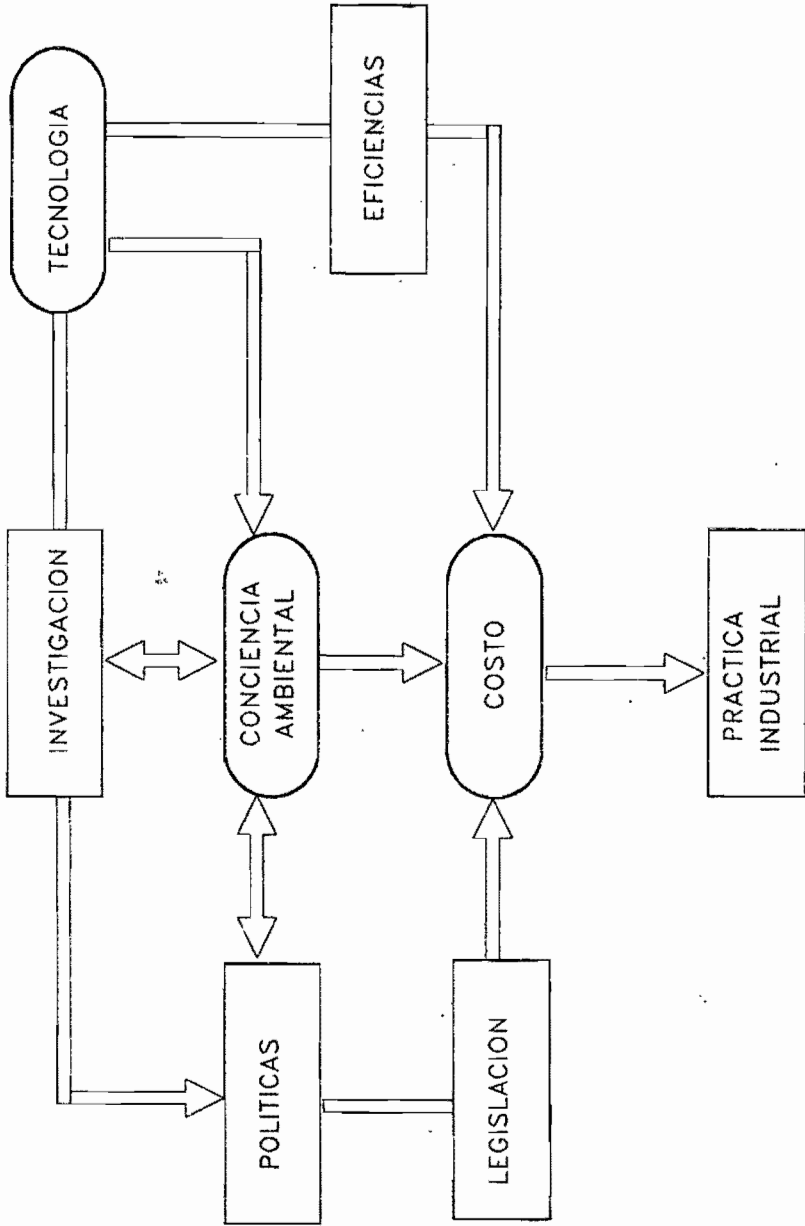 INVESTIGACION
TECNOLOGIA
POLITICAS
CONCIENCIA
AMBIENTAL
EFICIENCIAS
LEGISLACION
COSTO
PRACTICA
INDUSTRIAL